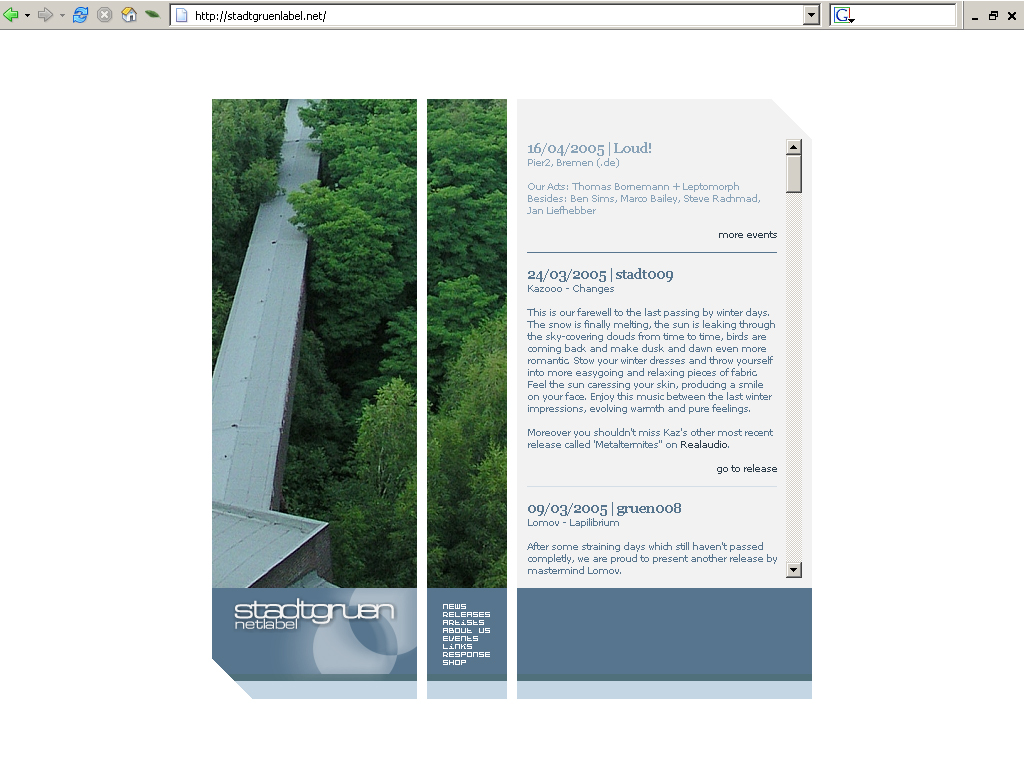 http://stadtgruenlabel.net/
G
16/04/2005 | Loud!
Pier2, Bremen (.de)
Our Acts: Thomas Bornemann + Leptomorph
Besides: Ben Sims, Marco Bailey, Steve Rachmad,
Jan Liefhebber
more events
24/03/2005 | stadt009
Kazooo - Changes
This is our farewell to the last passing by winter days.
The snow is finally melting, the sun is leaking through
the sky-covering clouds from time to time, birds are
coming back and make dusk and dawn even more
romantic. Stow your winter dresses and throw yourself
into more easygoing and relaxing pieces of fabric.
Feel the sun caressing your skin, producing a smile
on your face. Enjoy this music between the last winter
impressions, evolving warmth and pure feelings.
Moreover you shouldn't miss Kaz's other most recent
release called 'Metaltermites" on Realaudio.
go to release
09/03/2005 | gruen008
Lomov - Lapilibrium
After some straining days which still haven't passed
completly, we are proud to present another release by
mastermind Lomov.
stadtgruen
netlabel
NEWS
RELEASES
ARTISTS
ABOUT US
EVENTS
LINKS
RESPONSE
SHOP